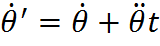 θ̇′ = θ̇ + θ̈t